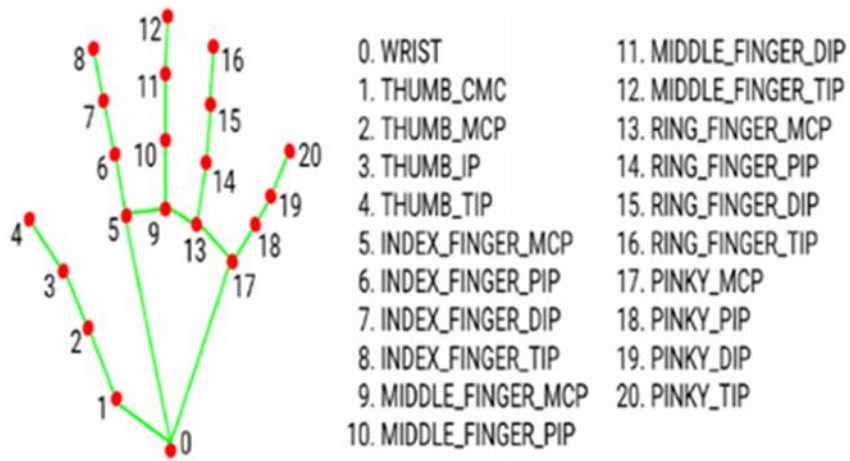 12
8
16
11
7
15
10
6
14
20
19
4
5
9
13
18
3
17
2
1
0
0. WRIST
1. THUMB_CMC
2. THUMB_MCP
3. THUMB_IP
4. THUMB_TIP
5. INDEX_FINGER_MCP
6. INDEX_FINGER_PIP
7. INDEX_FINGER_DIP
8. INDEX_FINGER_TIP
9. MIDDLE_FINGER_MCP
10. MIDDLE_FINGER_PIP
11. MIDDLE_FINGER_DIP
12. MIDDLE_FINGER_TIP
13. RING_FINGER_MCP
14. RING_FINGER_PIP
15. RING_FINGER_DIP
16. RING_FINGER_TIP
17. PINKY_MCP
18. PINKY_PIP
19. PINKY_DIP
20. PINKY_TIP